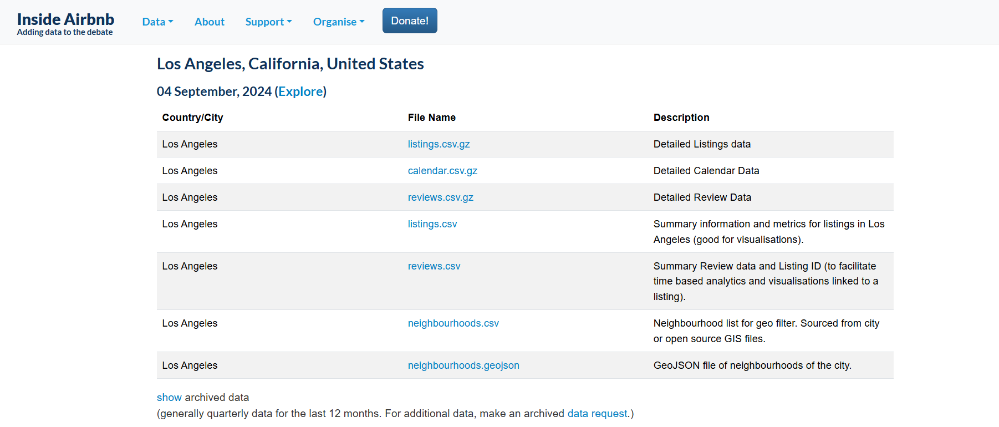 Inside Airbnb
Adding data to the debate
Data About Support Organise Donate!
Los Angeles, California, United States
04 September, 2024 (Explore)
Country/City File Name Description
Los Angeles listings.csv.gz Detailed Listings data
Los Angeles calendar.csv.gz Detailed Calendar Data
Los Angeles reviews.csv.gz Detailed Review Data
Los Angeles listings.csv Summary information and metrics for listings in Los
Angeles (good for visualisations).
Los Angeles reviews.csv Summary Review data and Listing ID (to facilitate
time based analytics and visualisations linked to a
listing).
Los Angeles neighbourhoods.csv Neighbourhood list for geo filter. Sourced from city
or open source GIS files.
Los Angeles neighbourhoods.geojson GeoJSON file of neighbourhoods of the city.
show archived data
(generally quarterly data for the last 12 months. For additional data, make an archived data request.)